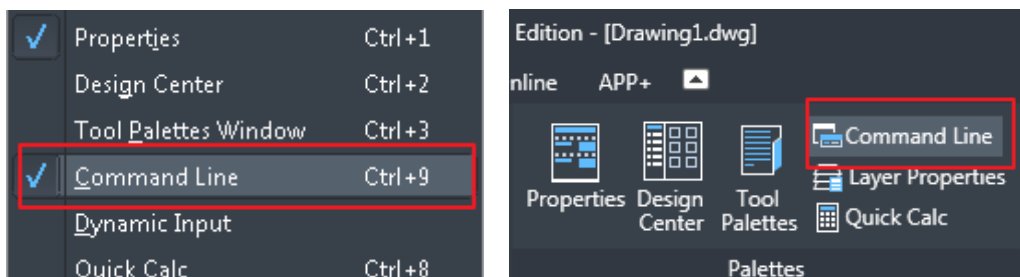 Properties Ctrl+1
Design Center Ctrl+2
Tool Palettes Window Ctrl+3
Command Line Ctrl+9
Dynamic Input
Quick Calc Ctrl+8
Edition - [Drawing1.dwg]
nline APP+
Command Line
Layer Properties
Quick Calc
Properties
Design Center
Tool Palettes
Palettes